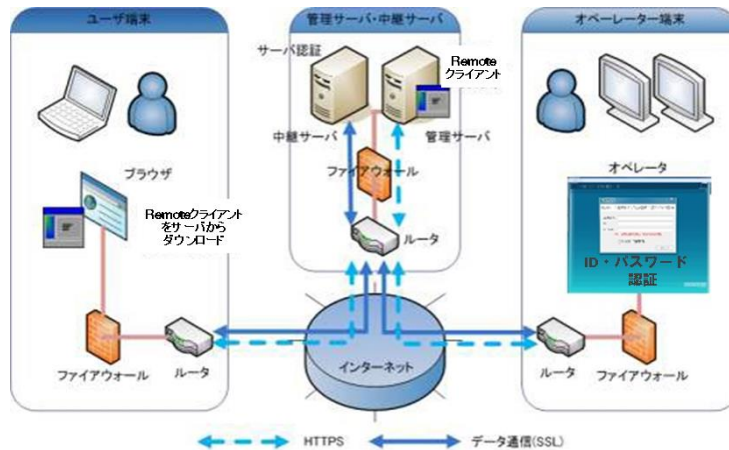 ユーザ端末
管理サーバ・中継サーバ
オペレーター端末
サーバ認証
Remote
クライアント
中継サーバ
管理サーバ
ファイアウォール
ルータ
ブラウザ
Remoteクライアント
をサーバから
ダウンロード
ファイアウォール
ルータ
オペレータ
ID・パスワード
認証
ルータ
ファイアウォール
インターネット
HTTPS
データ通信(SSL)